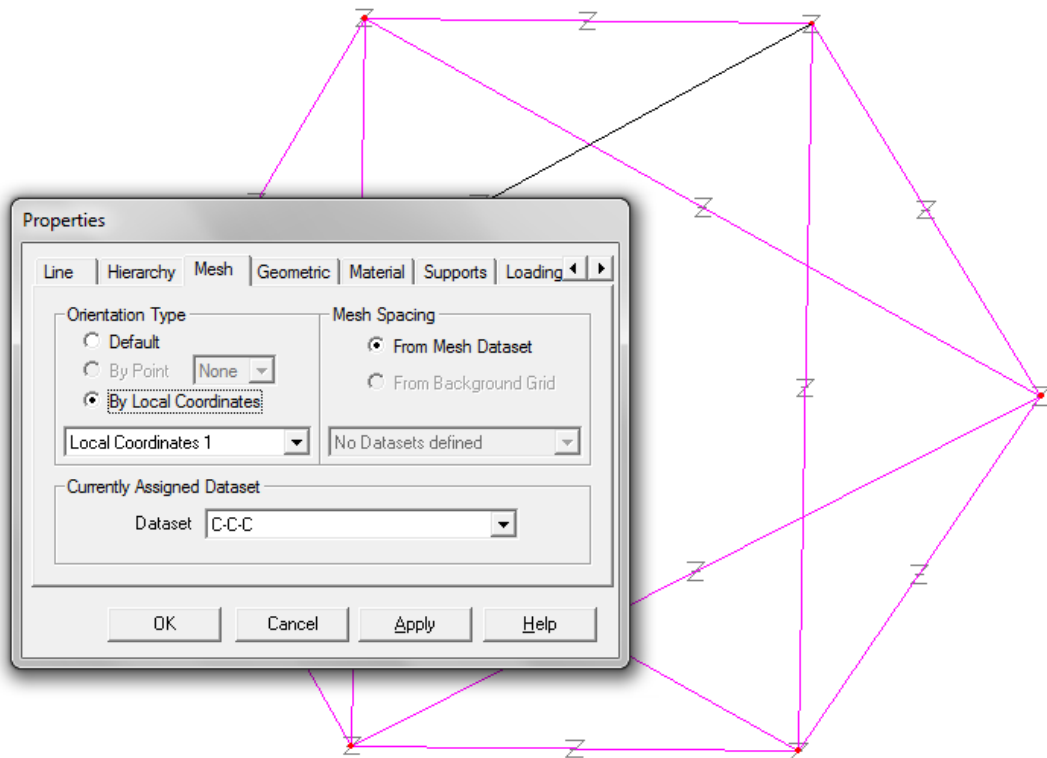 Properties
Line Hierarchy Mesh Geometric Material Supports Loading
Orientation Type
Default
By Point None
By Local Coordinates
Local Coordinates 1
Mesh Spacing
From Mesh Dataset
From Background Grid
No Datasets defined
Currently Assigned Dataset
Dataset C-C-C
OK Cancel Apply Help